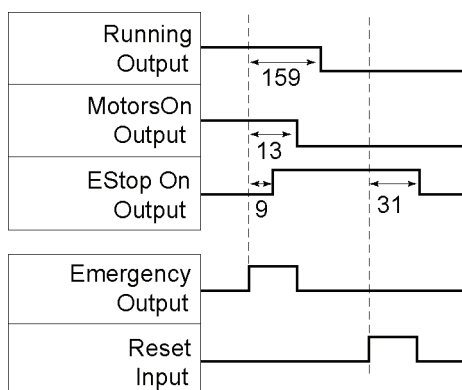 Running
Output
159
MotorsOn
Output
13
EStop On
Output
9
31
Emergency
Output
Reset
Input